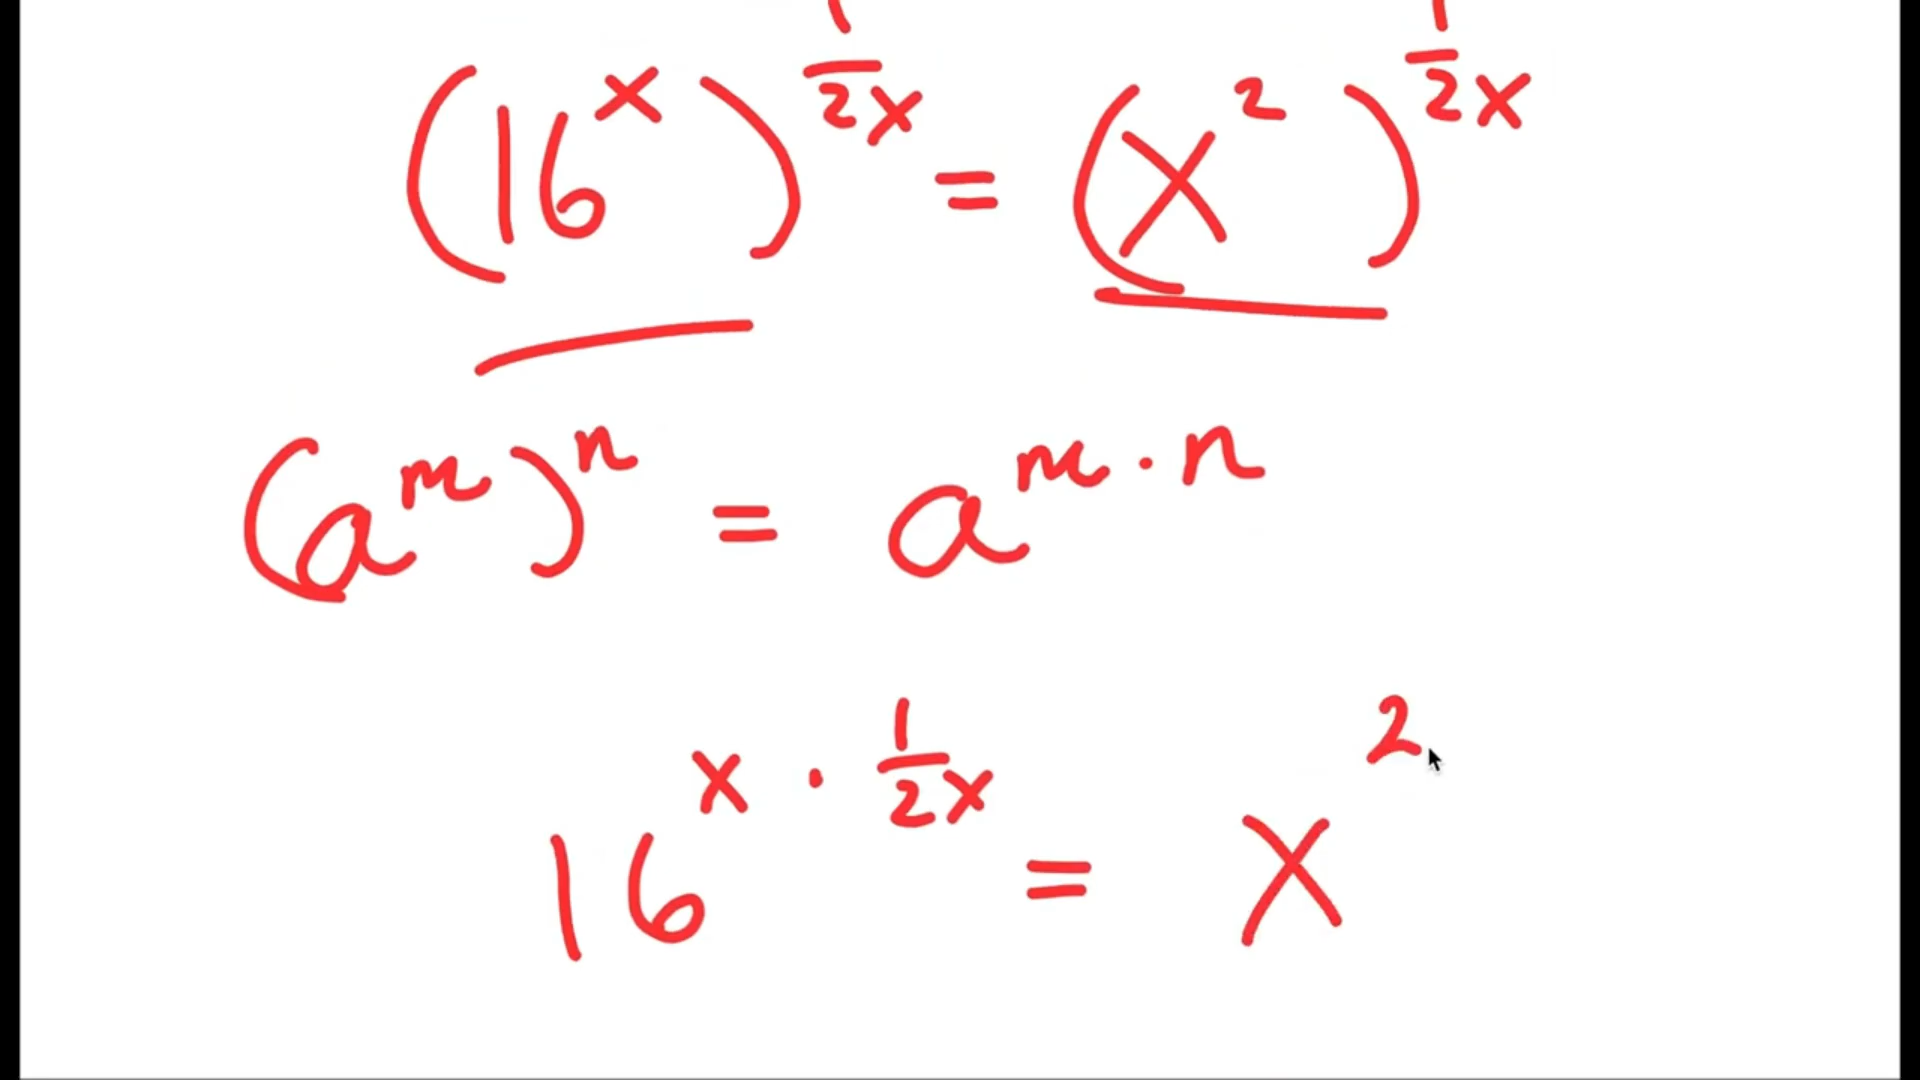 (16^x)^(1/2x) = (x^2)^(1/2x)
(a^m)^n = a^(m·n)
16^(x·1/2x) = x^2